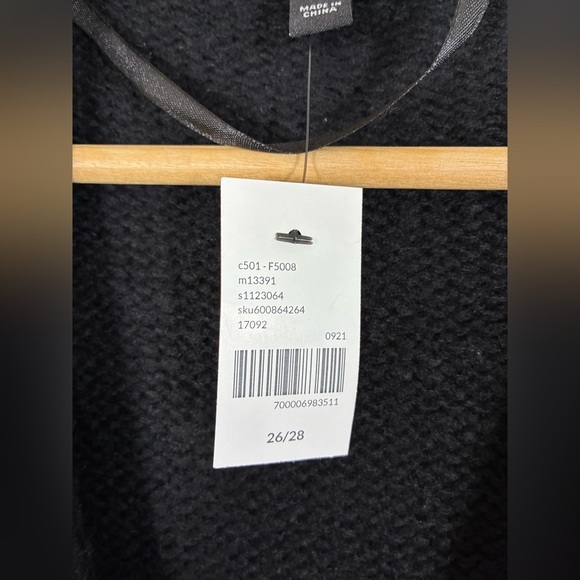 MADE IN
CHINA
c501 - F5008
m13391
s1123064
sku600864264
17092
0921
700006983511
26/28